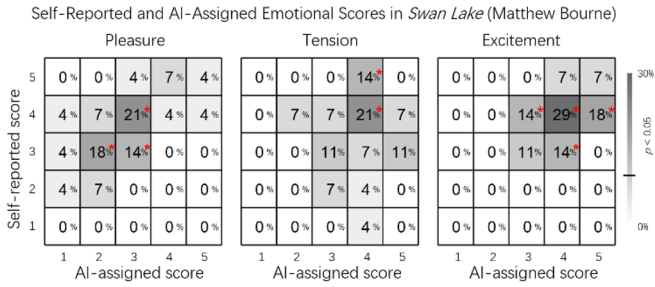 Self-Reported and AI-Assigned Emotional Scores in Swan Lake (Matthew Bourne)
Pleasure Tension Excitement
5 0% 0% 4% 7% 4% 0% 0% 0% 14%* 0% 0% 0% 0% 7% 7% 30%
4 4% 7% 21%* 4% 4% 0% 7% 7% 21%* 7% 0% 0% 14%* 29%* 18%*
3 4% 18%* 14%* 0% 0% 0% 0% 11% 7% 11% 0% 0% 11% 14%* 0%
2 4% 7% 0% 0% 0% 0% 0% 7% 4% 0% 0% 0% 0% 0% 0%
1 0% 0% 0% 0% 0% 0% 0% 0% 4% 0% 0% 0% 0% 0% 0% 0%
1 2 3 4 5 1 2 3 4 5 1 2 3 4 5
AI-assigned score AI-assigned score AI-assigned score
Self-reported score
p < 0.05